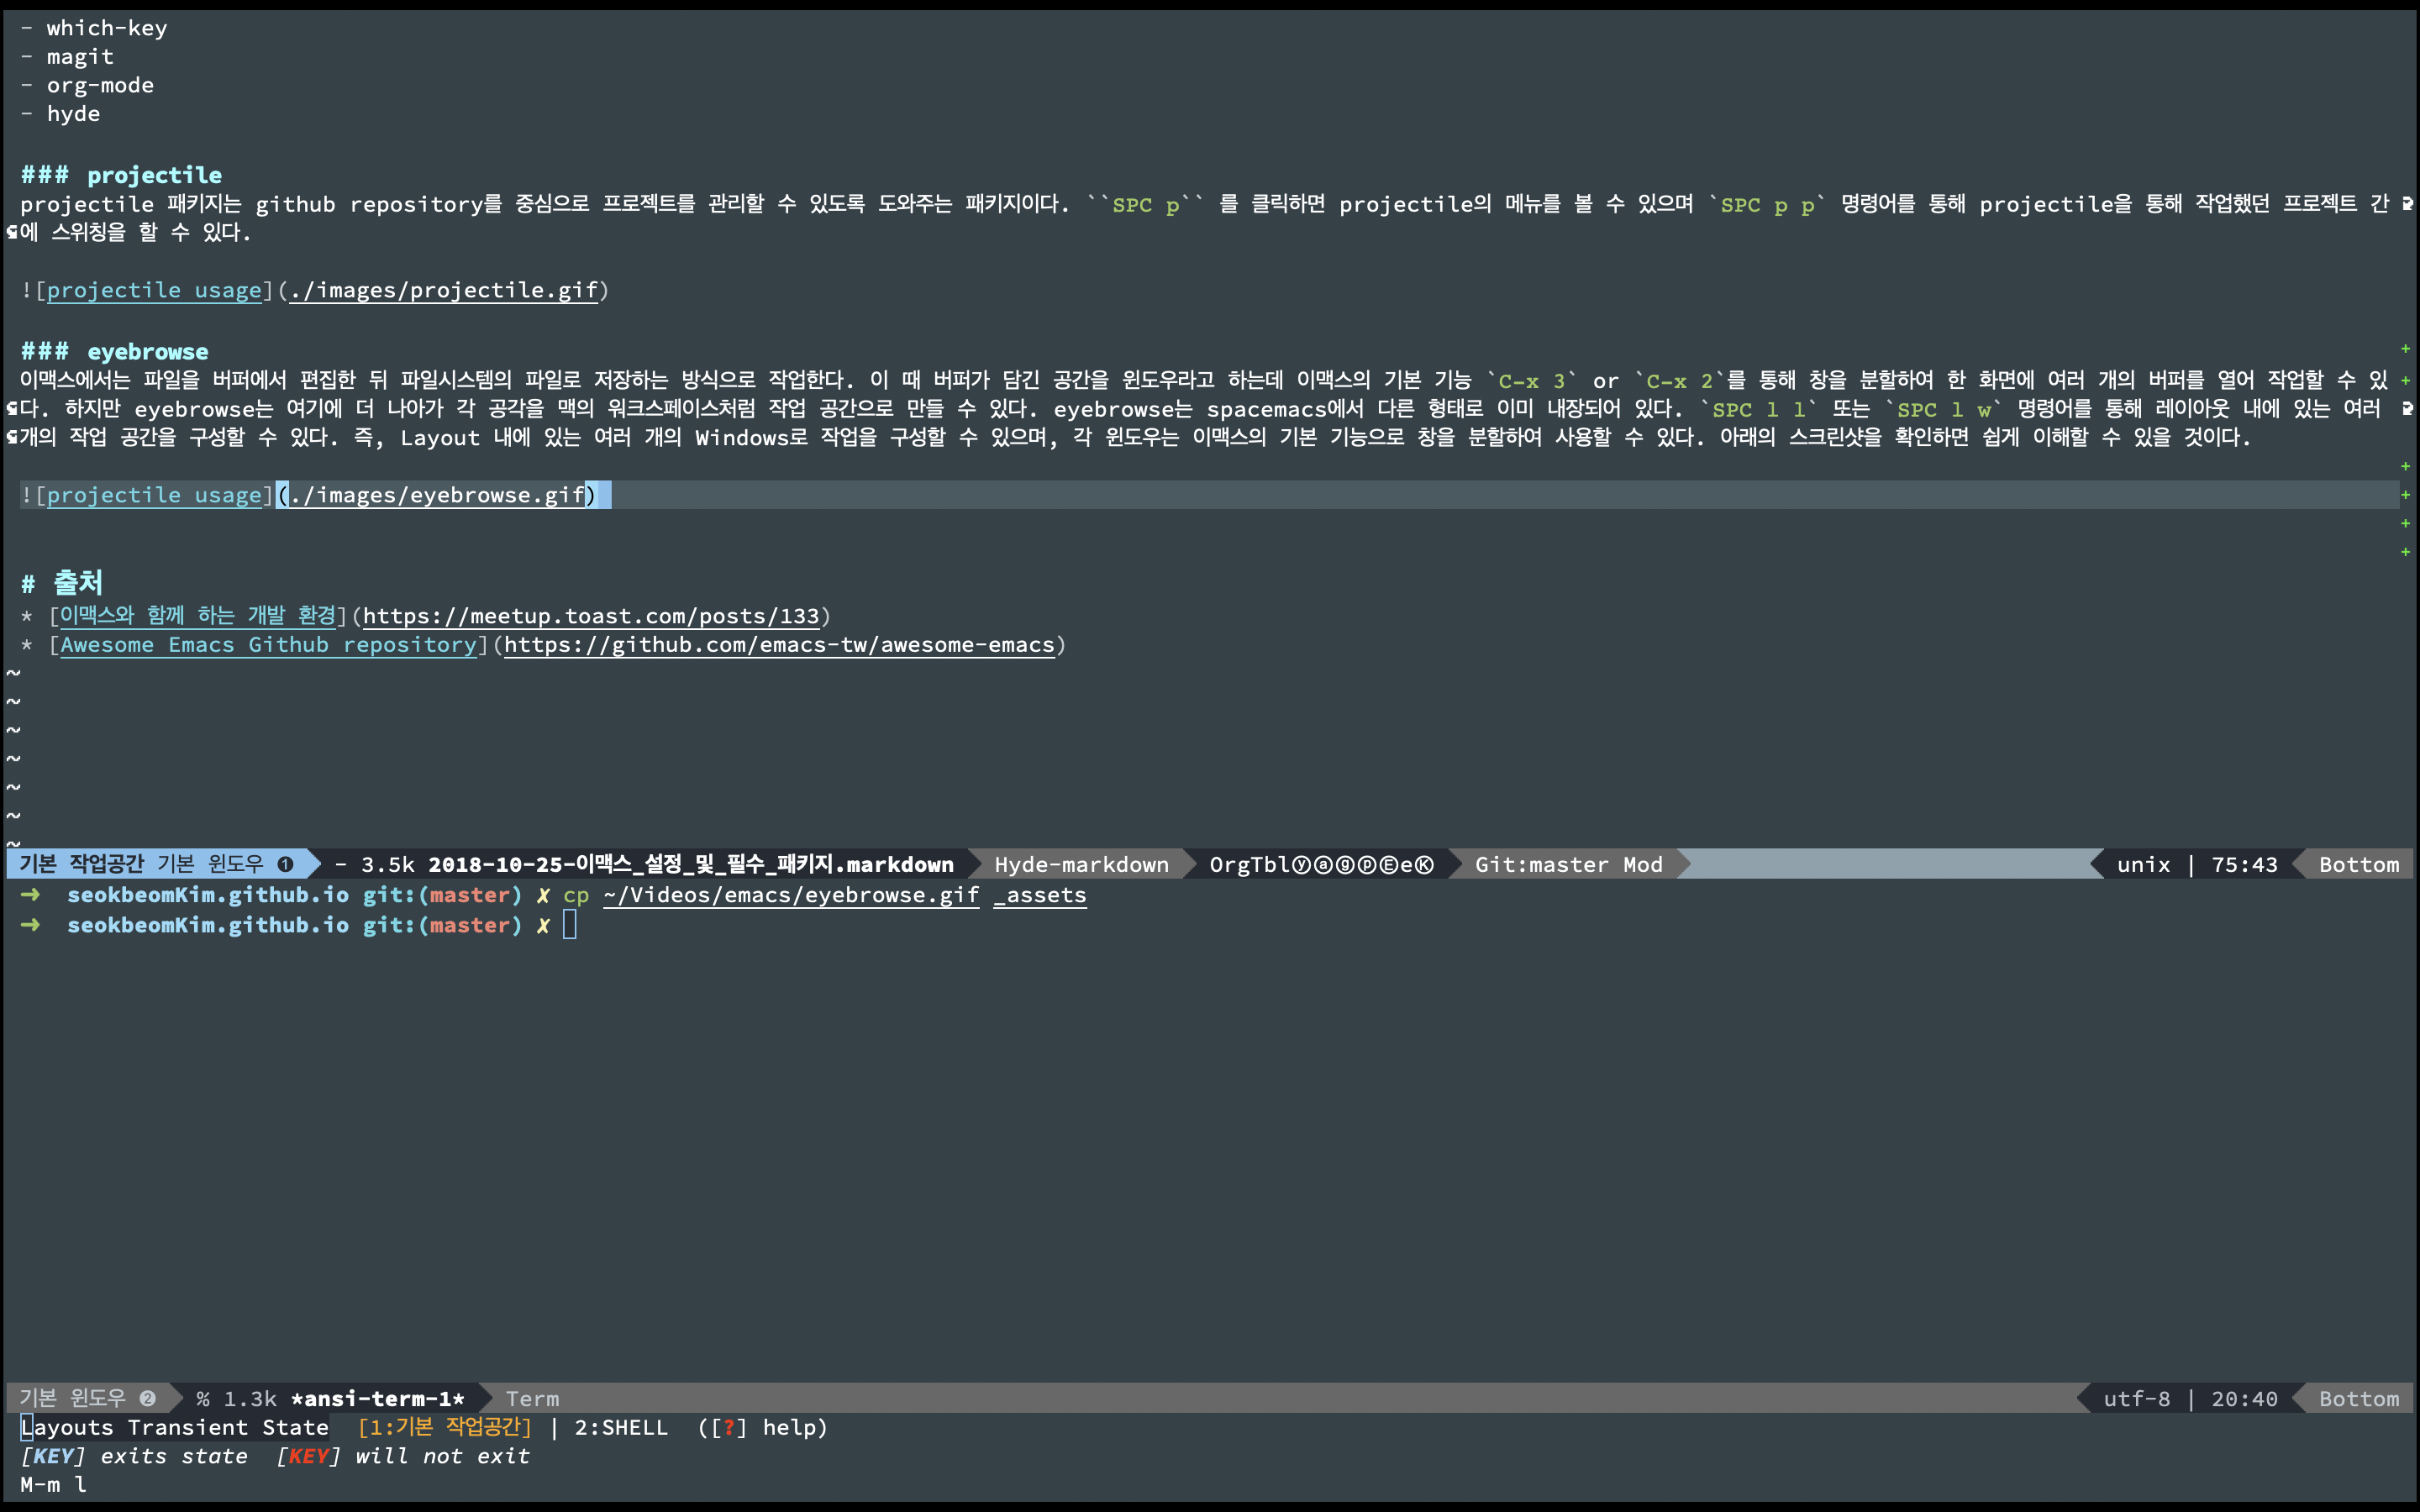 - which-key
- magit
- org-mode
- hyde
### projectile
projectile 패키지는 github repository를 중심으로 프로젝트를 관리할 수 있도록 도와주는 패키지이다. ``SPC p`` 를 클릭하면 projectile의 메뉴를 볼 수 있으며 `SPC p p` 명령어를 통해 projectile을 통해 작업했던 프로젝트 간
에 스위칭을 할 수 있다.
![projectile usage](./images/projectile.gif)
### eyebrowse
이맥스에서는 파일을 버퍼에서 편집한 뒤 파일시스템의 파일로 저장하는 방식으로 작업한다. 이 때 버퍼가 담긴 공간을 윈도우라고 하는데 이맥스의 기본 기능 `C-x 3` or `C-x 2`를 통해 창을 분할하여 한 화면에 여러 개의 버퍼를 열어 작업할 수 있
다. 하지만 eyebrowse는 여기에 더 나아가 각 공각을 맥의 워크스페이스처럼 작업 공간으로 만들 수 있다. eyebrowse는 spacemacs에서 다른 형태로 이미 내장되어 있다. `SPC l l` 또는 `SPC l w` 명령어를 통해 레이아웃 내에 있는 여러
개의 작업 공간을 구성할 수 있다. 즉, Layout 내에 있는 여러 개의 Windows로 작업을 구성할 수 있으며, 각 윈도우는 이맥스의 기본 기능으로 창을 분할하여 사용할 수 있다. 아래의 스크린샷을 확인하면 쉽게 이해할 수 있을 것이다.
![projectile usage](./images/eyebrowse.gif)
# 출처
* [이맥스와 함께 하는 개발 환경](https://meetup.toast.com/posts/133)
* [Awesome Emacs Github repository](https://github.com/emacs-tw/awesome-emacs)
~
~
~
~
~
~
~
기본 작업공간 기본 윈도우 ❶ - 3.5k 2018-10-25-이맥스_설정_및_필수_패키지.markdown Hyde-markdown OrgTblⓨⓐⓖⓟⒺeⓀ Git:master Mod unix | 75:43 Bottom
➜ seokbeomKim.github.io git:(master) ✗ cp ~/Videos/emacs/eyebrowse.gif _assets
➜ seokbeomKim.github.io git:(master) ✗
기본 윈도우 ❷ % 1.3k *ansi-term-1* Term utf-8 | 20:40 Bottom
Layouts Transient State [1:기본 작업공간] | 2:SHELL ([?] help)
[KEY] exits state [KEY] will not exit
M-m l